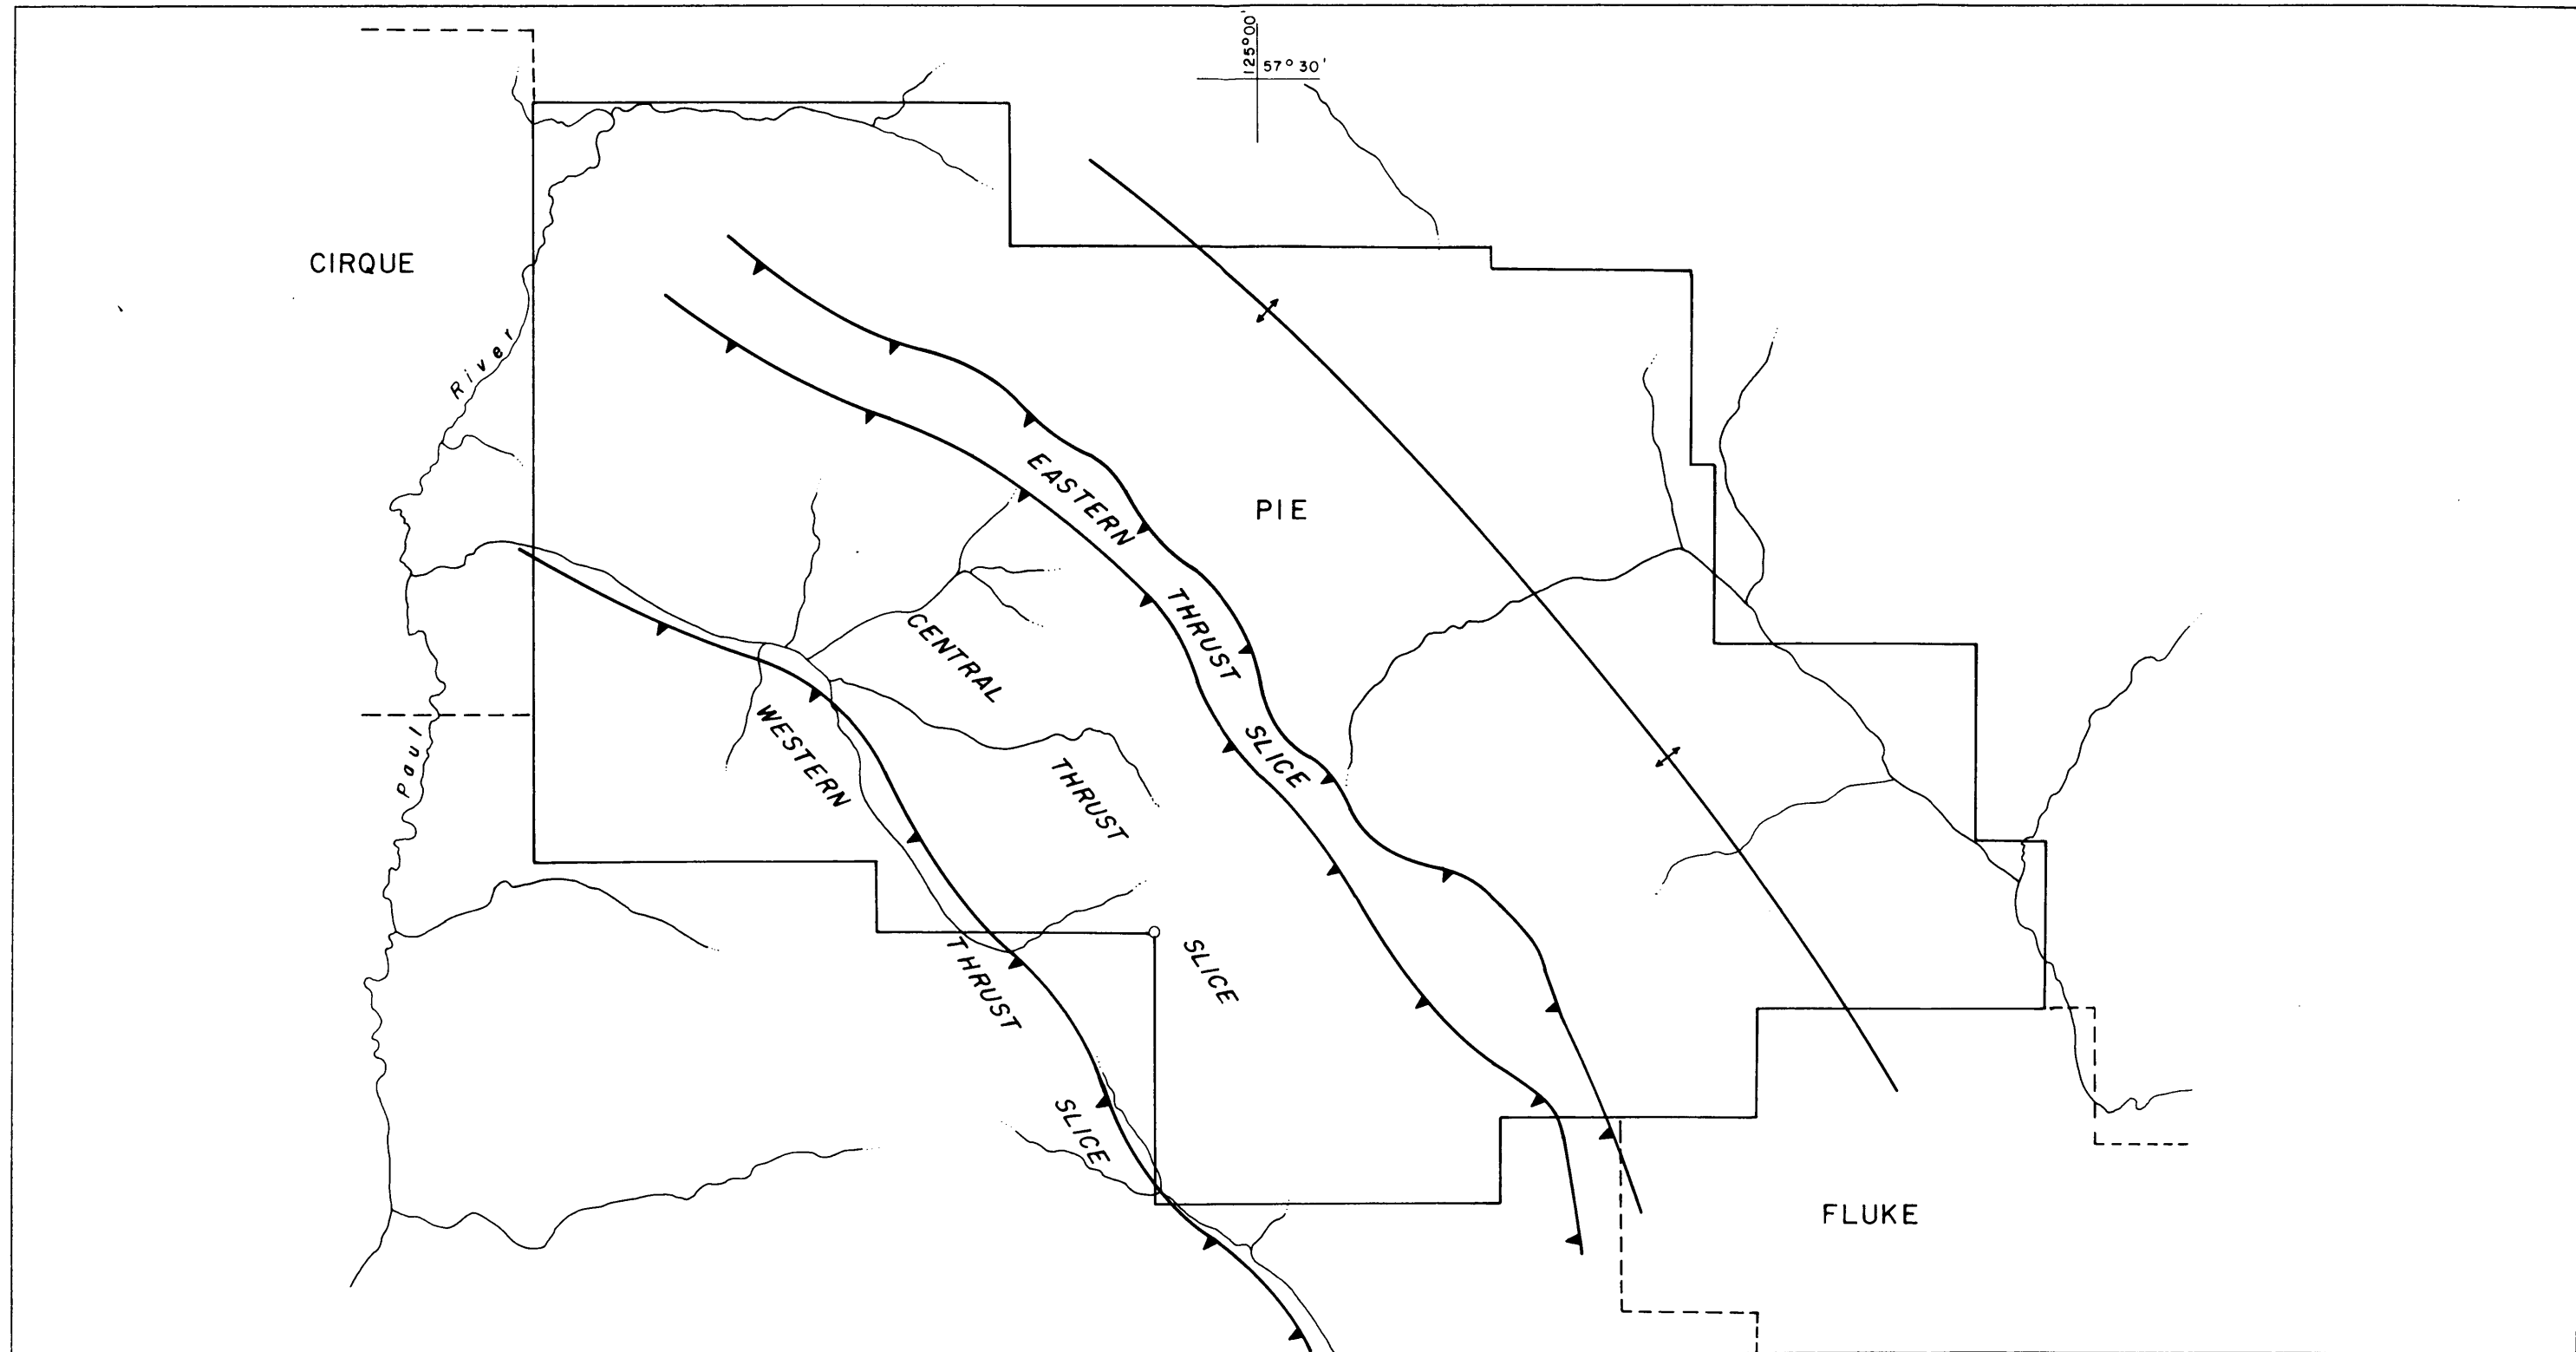 125°00'
57°30'
CIRQUE
River
Paul
PIE
EASTERN THRUST SLICE
CENTRAL THRUST SLICE
WESTERN THRUST SLICE
FLUKE